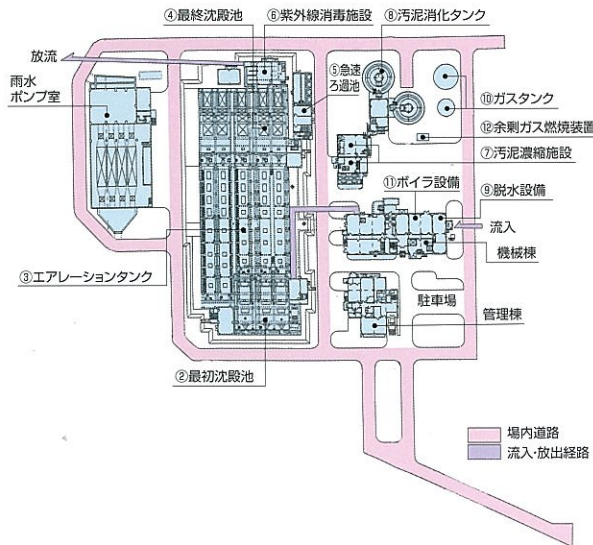 ④最終沈殿池
⑥紫外線消毒施設
⑧汚泥消化タンク
放流
⑤急速
ろ過池
雨水
ポンプ室
⑩ガスタンク
⑫余剰ガス燃焼装置
⑦汚泥濃縮施設
⑪ボイラ設備
⑨脱水設備
流入
機械棟
③エアレーションタンク
駐車場
管理棟
②最初沈殿池
場内道路
流入・放出経路